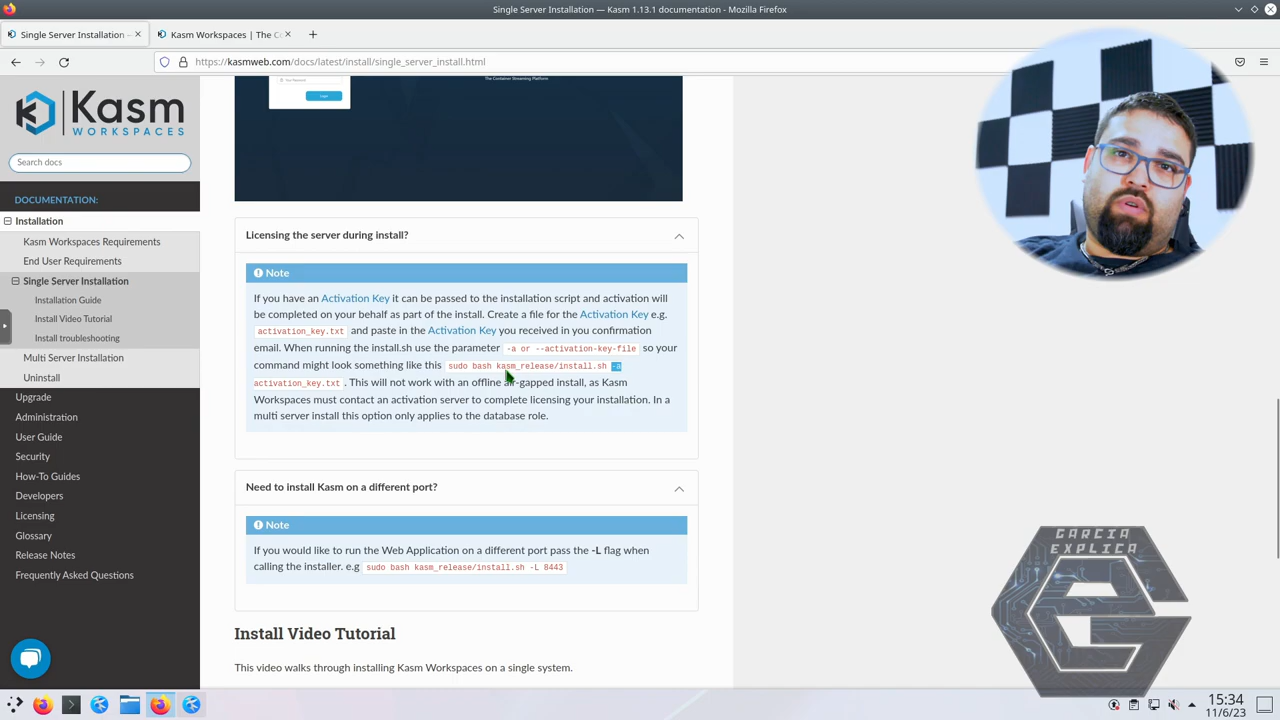 Single Server Installation — Kasm 1.13.1 documentation - Mozilla Firefox
Single Server Installation –
Kasm Workspaces | The Co
https://kasmweb.com/docs/latest/install/single_server_install.html
Kasm
WORKSPACES
Search docs
DOCUMENTATION:
Installation
Kasm Workspaces Requirements
End User Requirements
Single Server Installation
Installation Guide
Install Video Tutorial
Install troubleshooting
Multi Server Installation
Uninstall
Upgrade
Administration
User Guide
Security
How-To Guides
Developers
Licensing
Glossary
Release Notes
Frequently Asked Questions
The Container Streaming Platform
Licensing the server during install?
Note
If you have an Activation Key it can be passed to the installation script and activation will
be completed on your behalf as part of the install. Create a file for the Activation Key e.g.
activation_key.txt and paste in the Activation Key you received in you confirmation
email. When running the install.sh use the parameter -a or --activation-key-file so your
command might look something like this sudo bash kasm_release/install.sh -a
activation_key.txt . This will not work with an offline air-gapped install, as Kasm
Workspaces must contact an activation server to complete licensing your installation. In a
multi server install this option only applies to the database role.
Need to install Kasm on a different port?
Note
If you would like to run the Web Application on a different port pass the -L flag when
calling the installer. e.g sudo bash kasm_release/install.sh -L 8443
Install Video Tutorial
This video walks through installing Kasm Workspaces on a single system.
GARCIA
EXPLICA
15:34
11/6/23